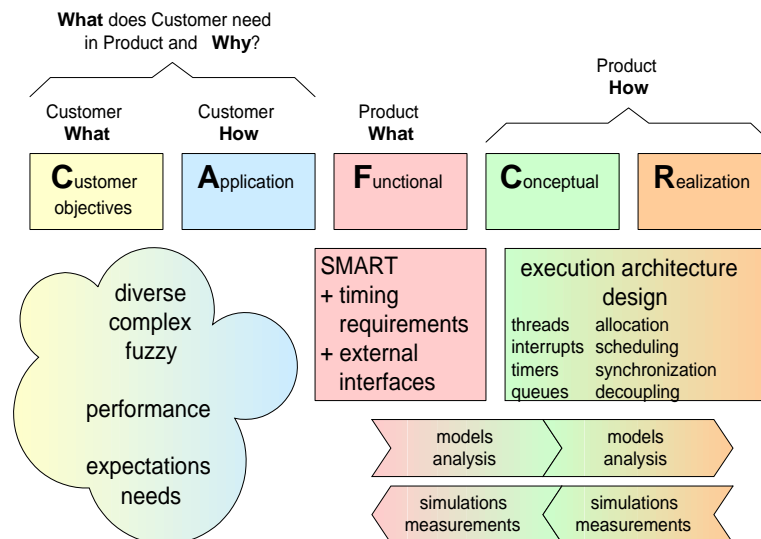 What does Customer need
in Product and Why?
Product
How
Customer
What
Customer
How
Product
What
Customer
objectives
Application
Functional
Conceptual
Realization
diverse
complex
fuzzy
performance
expectations
needs
SMART
+ timing
requirements
+ external
interfaces
execution architecture
design
threads allocation
interrupts scheduling
timers synchronization
queues decoupling
models
analysis
models
analysis
simulations
measurements
simulations
measurements